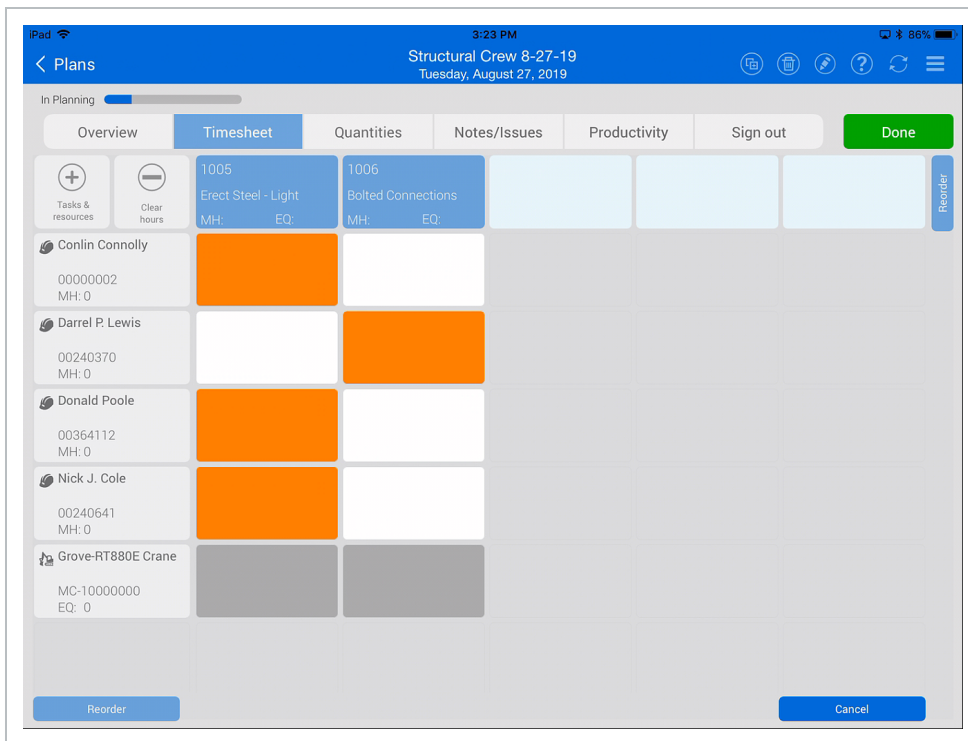 iPad 3:23 PM 86%
Plans
Structural Crew 8-27-19
Tuesday, August 27, 2019
In Planning
Overview Timesheet Quantities Notes/Issues Productivity Sign out Done
Tasks & resources
Clear hours
1005
Erect Steel - Light
MH: EQ:
1006
Bolted Connections
MH: EQ:
Reorder
Conlin Connolly
00000002
MH: 0
Darrel P. Lewis
00240370
MH: 0
Donald Poole
00364112
MH: 0
Nick J. Cole
00240641
MH: 0
Grove-RT880E Crane
MC-10000000
EQ: 0
Reorder
Cancel